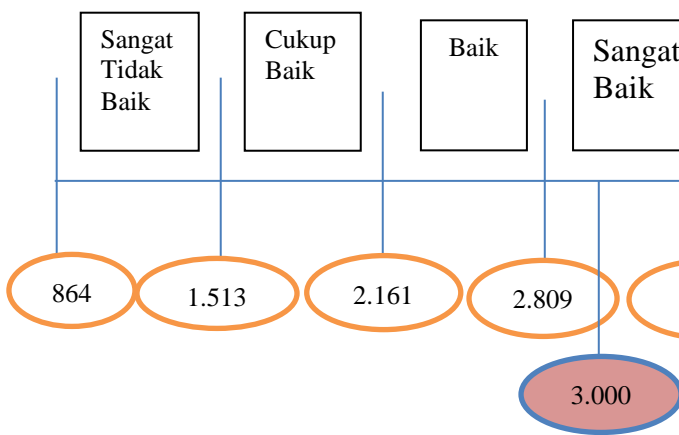 Sangat
Tidak
Baik
Cukup
Baik
Baik
Sangat
Baik
864
1.513
2.161
2.809
3.000